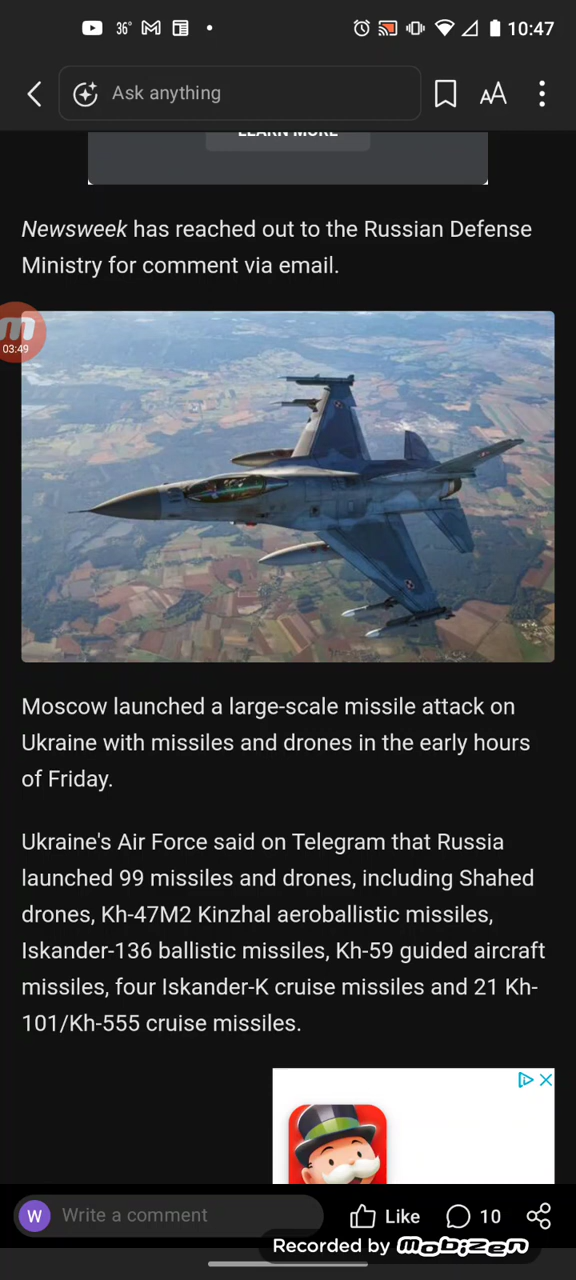 36°
10:47
Ask anything
LEARN MORE
Newsweek has reached out to the Russian Defense
Ministry for comment via email.
03:49
Moscow launched a large-scale missile attack on
Ukraine with missiles and drones in the early hours
of Friday.
Ukraine's Air Force said on Telegram that Russia
launched 99 missiles and drones, including Shahed
drones, Kh-47M2 Kinzhal aeroballistic missiles,
Iskander-136 ballistic missiles, Kh-59 guided aircraft
missiles, four Iskander-K cruise missiles and 21 Kh-
101/Kh-555 cruise missiles.
W
Write a comment
Like
10
Recorded by mobizen